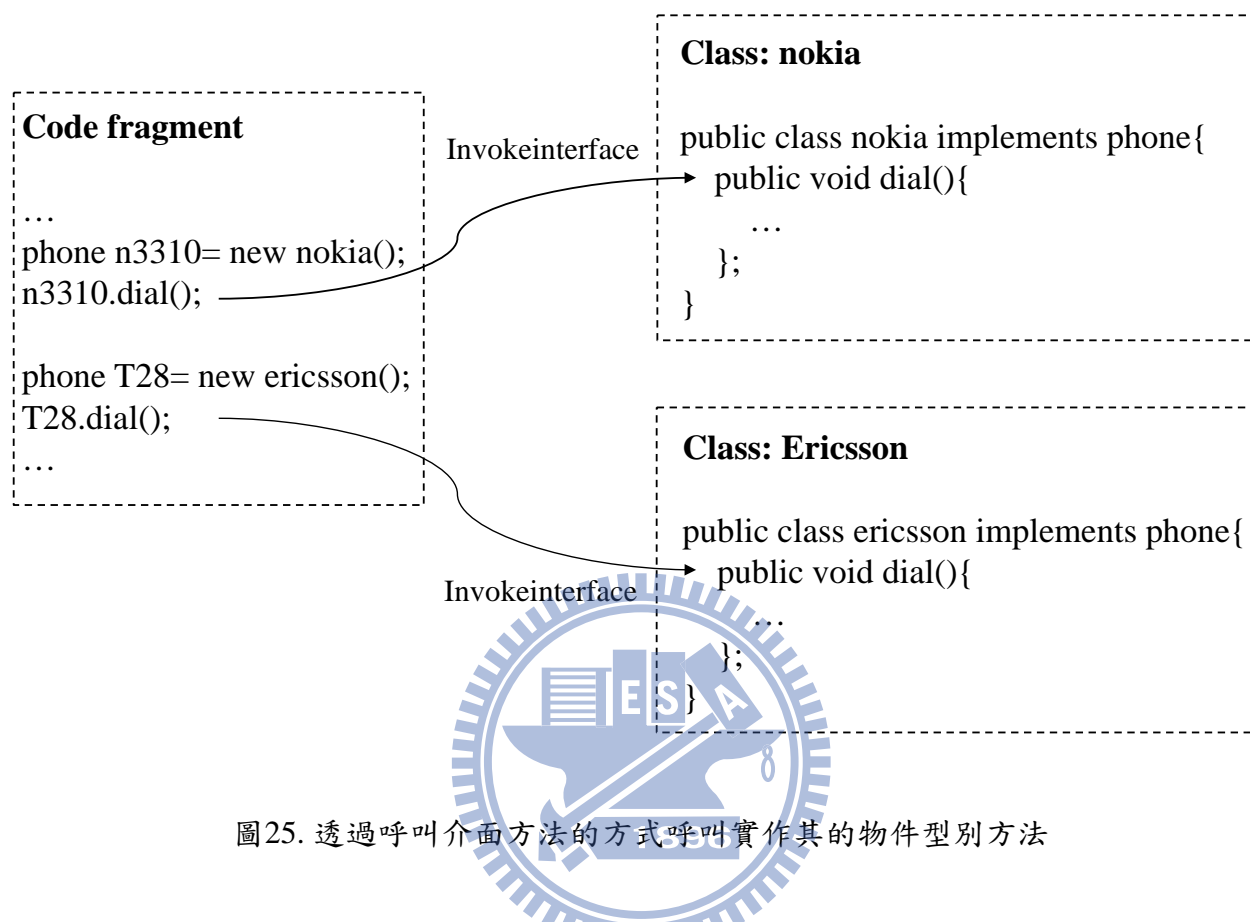 Code fragment
…
phone n3310= new nokia();
n3310.dial();
phone T28= new ericsson();
T28.dial();
…
Invokeinterface
Class: nokia
public class nokia implements phone{
public void dial(){
…
};
}
Invokeinterface
Class: Ericsson
public class ericsson implements phone{
public void dial(){
…
};
}
E S A
1896
圖25. 透過呼叫介面方法的方式呼叫實作其的物件型別方法